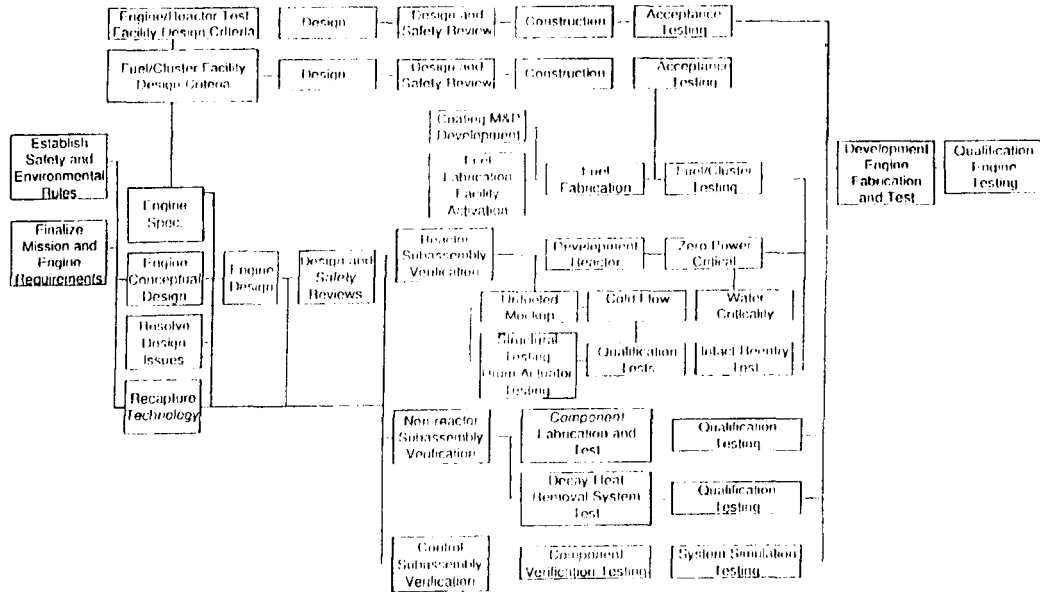 Engine/Reactor Test
Facility Design Criteria
Design
Design and
Safety Review
Construction
Acceptance
Testing
Fuel/Cluster Facility
Design Criteria
Design
Design and
Safety Review
Construction
Acceptance
Testing
Coating M&P
Development
Fuel
Fabrication
Facility
Activation
Fuel
Fabrication
Fuel/Cluster
Testing
Development
Engine
Fabrication
and Test
Qualification
Engine
Testing
Establish
Safety and
Environmental
Rules
Engine
Spec.
Finalize
Mission and
Engine
Requirements
Engine
Conceptual
Design
Engine
Design
Design and
Safety
Reviews
Reactor
Subassembly
Verification
Development
Reactor
Zero Power
Critical
Unfueled
Mockup
Cold Flow
Water
Criticality
Resolve
Design
Issues
Structural
Testing
Drum Actuator
Testing
Qualification
Tests
Intact Reentry
Test
Recapture
Technology
Non reactor
Subassembly
Verification
Component
Fabrication and
Test
Qualification
Testing
Decay Heat
Removal System
Test
Qualification
Testing
Control
Subassembly
Verification
Component
Verification Testing
System Simulation
Testing